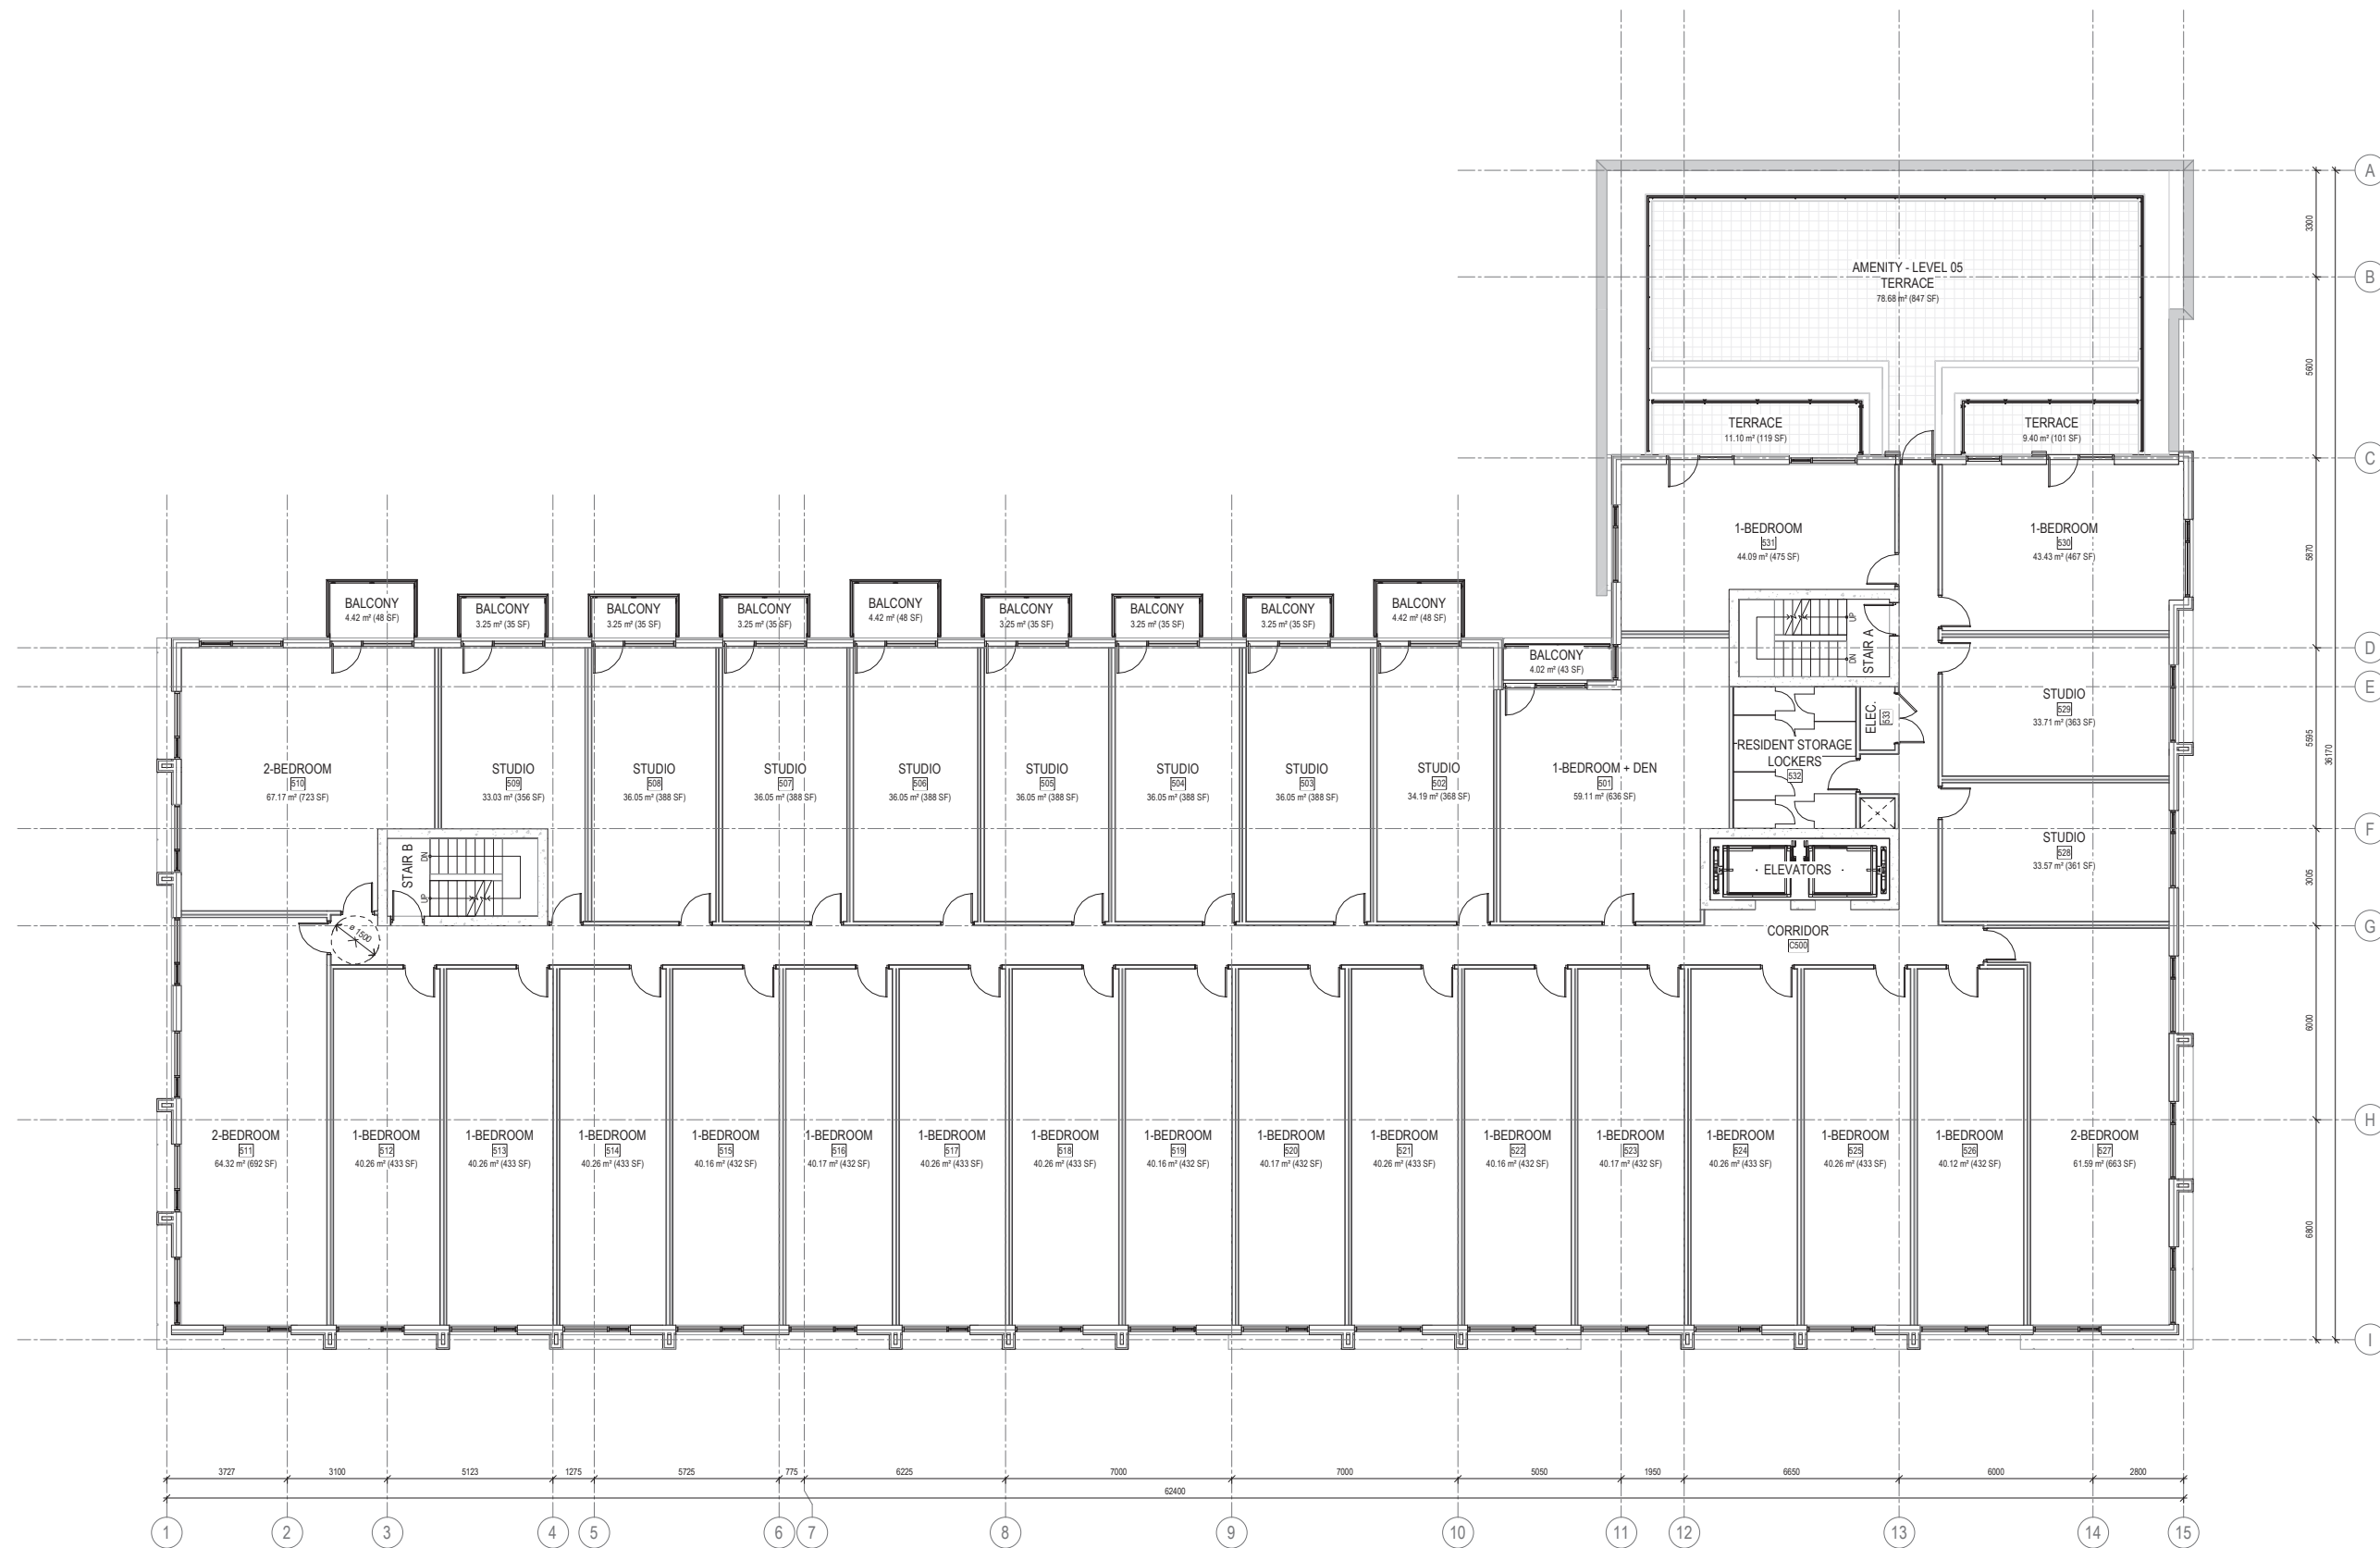 A
3300
AMENITY - LEVEL 05
TERRACE
78.68 m² (847 SF)
B
5600
TERRACE
11.10 m² (119 SF)
TERRACE
9.40 m² (101 SF)
C
1-BEDROOM
531
44.09 m² (475 SF)
1-BEDROOM
530
43.43 m² (467 SF)
5870
BALCONY
4.42 m² (48 SF)
BALCONY
3.25 m² (35 SF)
BALCONY
3.25 m² (35 SF)
BALCONY
3.25 m² (35 SF)
BALCONY
4.42 m² (48 SF)
BALCONY
3.25 m² (35 SF)
BALCONY
3.25 m² (35 SF)
BALCONY
3.25 m² (35 SF)
BALCONY
4.42 m² (48 SF)
BALCONY
4.02 m² (43 SF)
UP
DN
STAIR A
D
E
STUDIO
529
33.71 m² (363 SF)
ELEC.
533
RESIDENT STORAGE
LOCKERS
532
5595
36170
2-BEDROOM
510
67.17 m² (723 SF)
STUDIO
509
33.03 m² (356 SF)
STUDIO
508
36.05 m² (388 SF)
STUDIO
507
36.05 m² (388 SF)
STUDIO
506
36.05 m² (388 SF)
STUDIO
505
36.05 m² (388 SF)
STUDIO
504
36.05 m² (388 SF)
STUDIO
503
36.05 m² (388 SF)
STUDIO
502
34.19 m² (368 SF)
1-BEDROOM + DEN
501
59.11 m² (636 SF)
F
STUDIO
528
33.57 m² (361 SF)
STAIR B
DN
UP
ELEVATORS
3005
G
ø 1500
CORRIDOR
C500
6000
H
2-BEDROOM
511
64.32 m² (692 SF)
1-BEDROOM
512
40.26 m² (433 SF)
1-BEDROOM
513
40.26 m² (433 SF)
1-BEDROOM
514
40.26 m² (433 SF)
1-BEDROOM
515
40.16 m² (432 SF)
1-BEDROOM
516
40.17 m² (432 SF)
1-BEDROOM
517
40.26 m² (433 SF)
1-BEDROOM
518
40.26 m² (433 SF)
1-BEDROOM
519
40.16 m² (432 SF)
1-BEDROOM
520
40.17 m² (432 SF)
1-BEDROOM
521
40.26 m² (433 SF)
1-BEDROOM
522
40.16 m² (432 SF)
1-BEDROOM
523
40.17 m² (432 SF)
1-BEDROOM
524
40.26 m² (433 SF)
1-BEDROOM
525
40.26 m² (433 SF)
1-BEDROOM
526
40.12 m² (432 SF)
2-BEDROOM
527
61.59 m² (663 SF)
6800
I
3727 3100 5123 1275 5725 775 6225 7000 7000 5050 1950 6650 6000 2800
62400
1 2 3 4 5 6 7 8 9 10 11 12 13 14 15